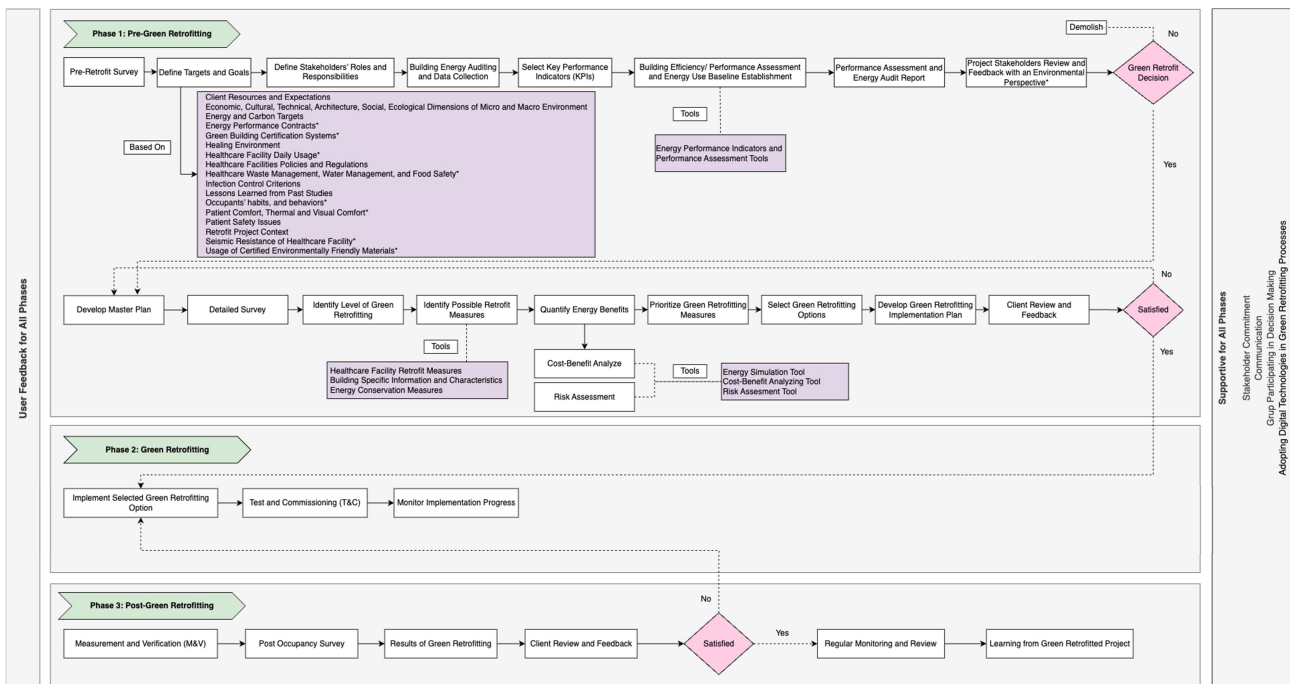 User Feedback for All Phases
Phase 1: Pre-Green Retrofitting
Pre-Retrofit Survey
Define Targets and Goals
Define Stakeholders' Roles and
Responsibilities
Building Energy Auditing
and Data Collection
Select Key Performance
Indicators (KPIs)
Building Efficiency/ Performance Assessment
and Energy Use Baseline Establishment
Performance Assessment and
Energy Audit Report
Project Stakeholders Review and
Feedback with an Environmental
Perspective*
Green Retrofit
Decision
No
Demolish
Yes
Based On
Client Resources and Expectations
Economic, Cultural, Technical, Architecture, Social, Ecological Dimensions of Micro and Macro Environment
Energy and Carbon Targets
Energy Performance Contracts*
Green Building Certification Systems*
Healing Environment
Healthcare Facility Daily Usage*
Healthcare Facilities Policies and Regulations
Healthcare Waste Management, Water Management, and Food Safety*
Infection Control Criterions
Lessons Learned from Past Studies
Occupants' habits, and behaviors*
Patient Comfort, Thermal and Visual Comfort*
Patient Safety Issues
Retrofit Project Context
Seismic Resistance of Healthcare Facility*
Usage of Certified Environmentally Friendly Materials*
Tools
Energy Performance Indicators and
Performance Assessment Tools
Develop Master Plan
Detailed Survey
Identify Level of Green
Retrofitting
Identify Possible Retrofit
Measures
Quantify Energy Benefits
Prioritize Green Retrofitting
Measures
Select Green Retrofitting
Options
Develop Green Retrofitting
Implementation Plan
Client Review and
Feedback
Satisfied
No
Yes
Tools
Healthcare Facility Retrofit Measures
Building Specific Information and Characteristics
Energy Conservation Measures
Cost-Benefit Analyze
Risk Assessment
Tools
Energy Simulation Tool
Cost-Benefit Analyzing Tool
Risk Assesment Tool
Phase 2: Green Retrofitting
Implement Selected Green Retrofitting
Option
Test and Commissioning (T&C)
Monitor Implementation Progress
Phase 3: Post-Green Retrofitting
Measurement and Verification (M&V)
Post Occupancy Survey
Results of Green Retrofitting
Client Review and Feedback
Satisfied
No
Yes
Regular Monitoring and Review
Learning from Green Retrofitted Project
Supportive for All Phases
Stakeholder Commitment
Communication
Grup Participating in Decision Making
Adopting Digital Technologies in Green Retrofitting Processes